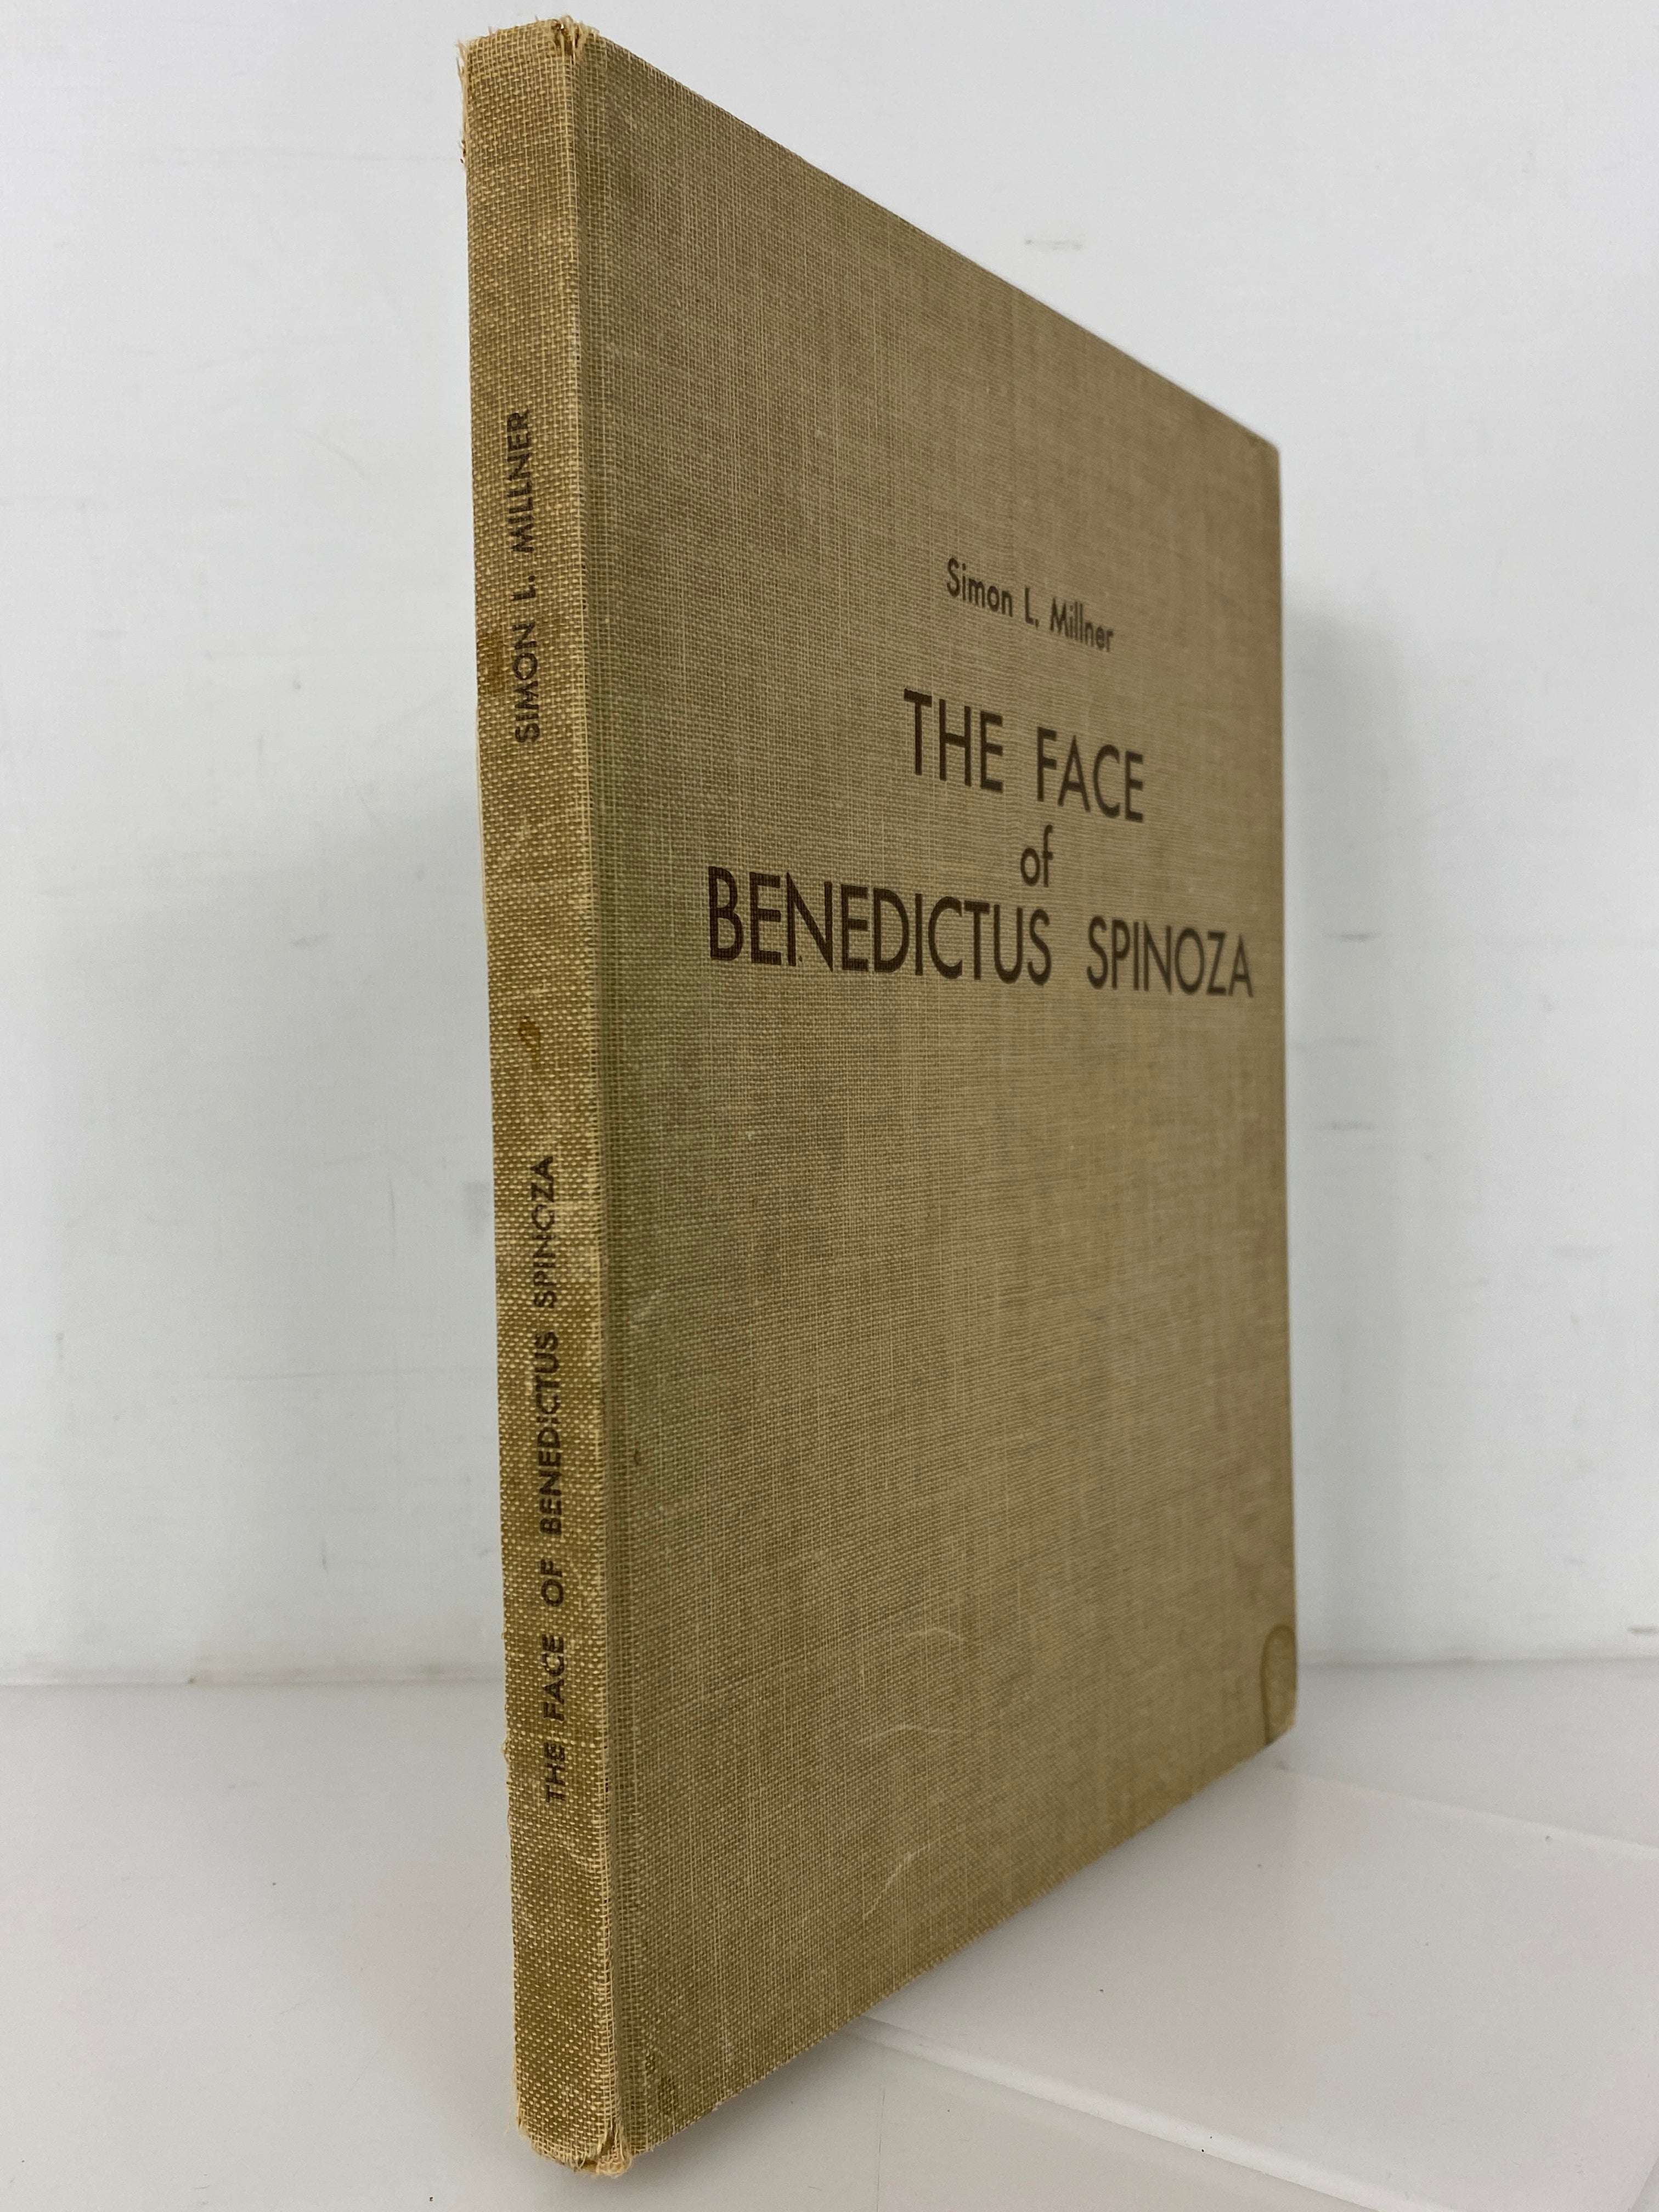 Simon L. Millner
THE FACE
of
BENEDICTUS SPINOZA
THE FACE OF BENEDICTUS SPINOZA
SIMON L. MILLNER